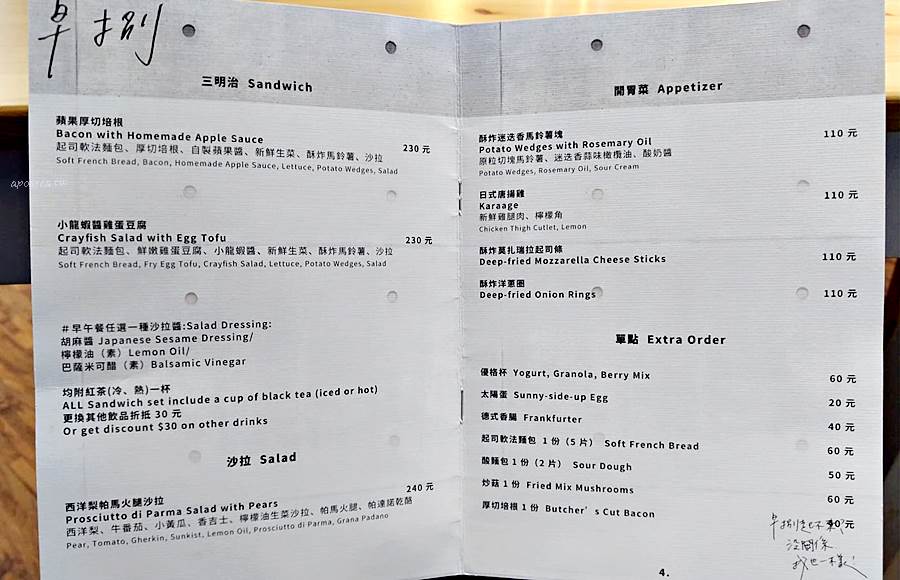 早捌
三明治 Sandwich
蘋果厚切培根
Bacon with Homemade Apple Sauce
230 元
起司軟法麵包、厚切培根、自製蘋果醬、新鮮生菜、酥炸馬鈴薯、沙拉
Soft French Bread, Bacon, Homemade Apple Sauce, Lettuce, Potato Wedges, Salad
小龍蝦醬雞蛋豆腐
Crayfish Salad with Egg Tofu
230 元
起司軟法麵包、鮮嫩雞蛋豆腐、小龍蝦醬、新鮮生菜、酥炸馬鈴薯、沙拉
Soft French Bread, Fry Egg Tofu, Crayfish Salad, Lettuce, Potato Wedges, Salad
#早午餐任選一種沙拉醬:Salad Dressing:
胡麻醬 Japanese Sesame Dressing/
檸檬油（素）Lemon Oil/
巴薩米可醋（素）Balsamic Vinegar
均附紅茶(冷、熱)一杯
ALL Sandwich set include a cup of black tea (iced or hot)
更換其他飲品折抵 30 元
Or get discount $30 on other drinks
沙拉 Salad
西洋梨帕馬火腿沙拉
240 元
Prosciutto di Parma Salad with Pears
西洋梨、牛番茄、小黃瓜、香吉士、檸檬油生菜沙拉、帕馬火腿、帕達諾乾酪
Pear, Tomato, Gherkin, Sunkist, Lemon Oil, Prosciutto di Parma, Grana Padano
開胃菜 Appetizer
酥炸迷迭香馬鈴薯塊
110 元
Potato Wedges with Rosemary Oil
原粒切塊馬鈴薯、迷迭香蒜味橄欖油、酸奶醬
Potato Wedges, Rosemary Oil, Sour Cream
日式唐揚雞
110 元
Karaage
新鮮雞腿肉、檸檬角
Chicken Thigh Cutlet, Lemon
酥炸莫扎瑞拉起司條
Deep-fried Mozzarella Cheese Sticks
110 元
酥炸洋蔥圈
Deep-fried Onion Rings
110 元
單點 Extra Order
優格杯 Yogurt, Granola, Berry Mix
60 元
太陽蛋 Sunny-side-up Egg
20 元
德式香腸 Frankfurter
40 元
起司軟法麵包 1 份（5 片） Soft French Bread
60 元
酸麵包 1 份（2 片） Sour Dough
50 元
炒菇 1 份 Fried Mix Mushrooms
60 元
厚切培根 1 份 Butcher's Cut Bacon
90 元
早捌起不來？
沒關係
我也一樣
4.